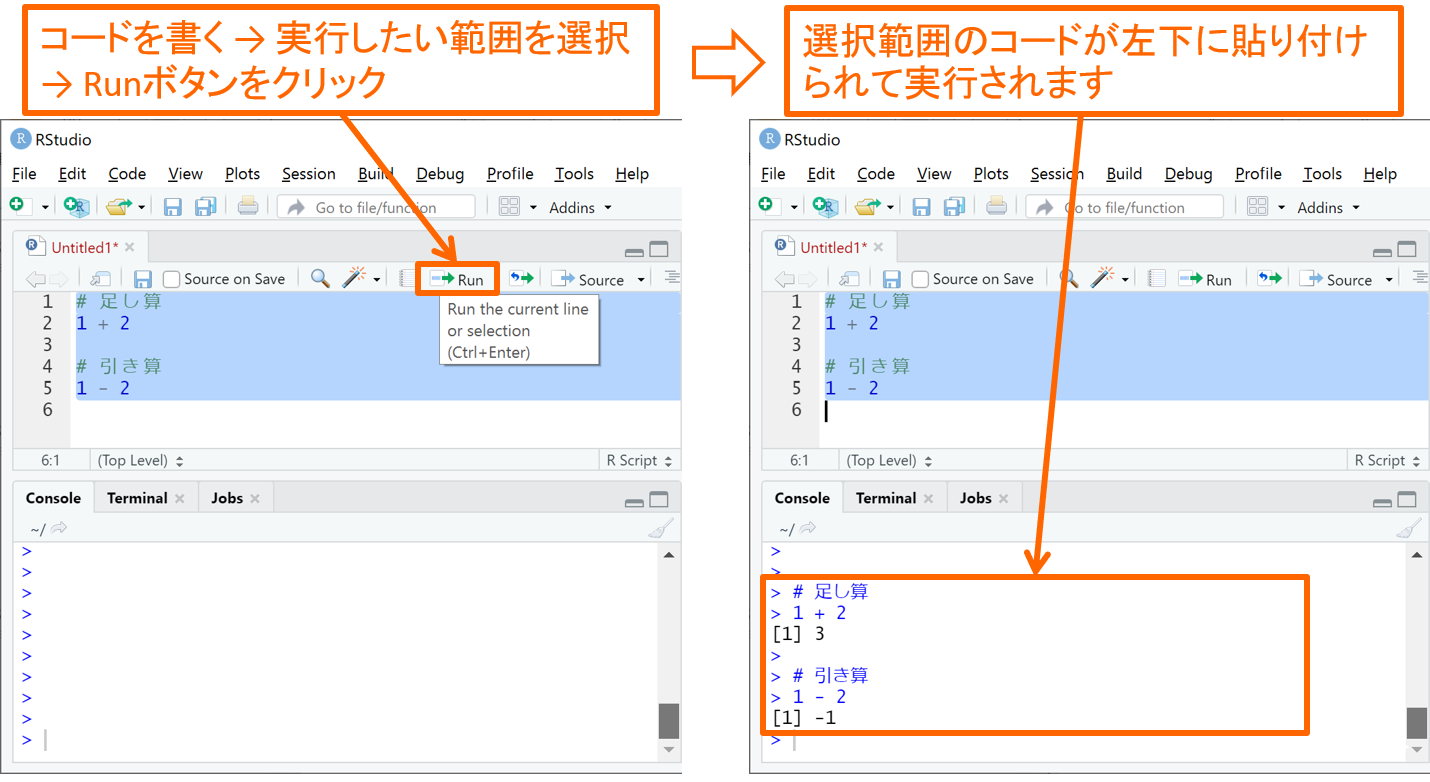 コードを書く→ 実行したい範囲を選択
→ Runボタンをクリック
選択範囲のコードが左下に貼り付け
られて実行されます
RStudio
File Edit Code View Plots Session Build Debug Profile Tools Help
Go to file/function Addins
Untitled1*
Source on Save Run Source
Run the current line
or selection
(Ctrl+Enter)
1 # 足し算
2 1 + 2
3
4 # 引き算
5 1 - 2
6
6:1 (Top Level) R Script
Console Terminal Jobs
~/
>
>
>
>
>
>
>
>
>
>
RStudio
File Edit Code View Plots Session Build Debug Profile Tools Help
Go to file/function Addins
Untitled1*
Source on Save Run Source
1 # 足し算
2 1 + 2
3
4 # 引き算
5 1 - 2
6
6:1 (Top Level) R Script
Console Terminal Jobs
~/
>
>
> # 足し算
> 1 + 2
[1] 3
>
> # 引き算
> 1 - 2
[1] -1
>